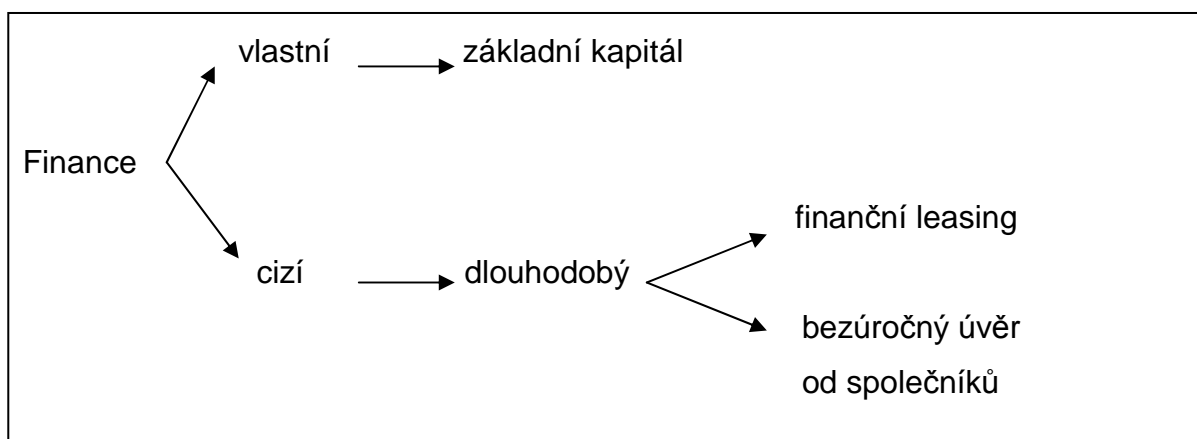 vlastní
základní kapitál
Finance
finanční leasing
cizí
dlouhodobý
bezúročný úvěr
od společníků